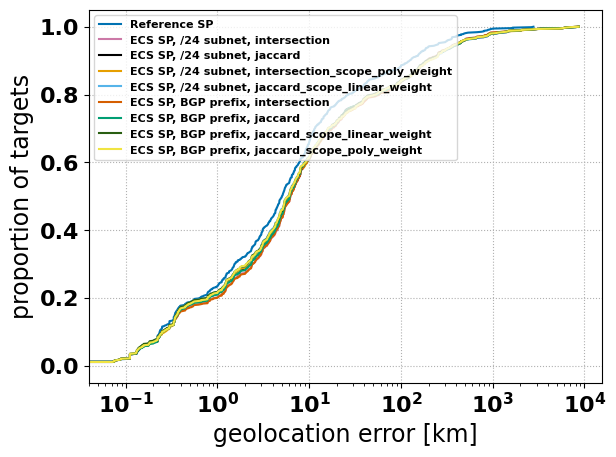 Reference SP
ECS SP, /24 subnet, intersection
ECS SP, /24 subnet, jaccard
ECS SP, /24 subnet, intersection_scope_poly_weight
ECS SP, /24 subnet, jaccard_scope_linear_weight
ECS SP, BGP prefix, intersection
ECS SP, BGP prefix, jaccard
ECS SP, BGP prefix, jaccard_scope_linear_weight
ECS SP, BGP prefix, jaccard_scope_poly_weight
proportion of targets
1.0
0.8
0.6
0.4
0.2
0.0
10⁻¹ 10⁰ 10¹ 10² 10³ 10⁴
geolocation error [km]